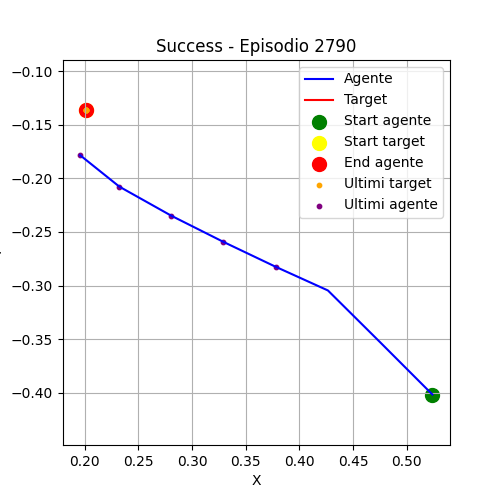 Success - Episodio 2790
Agente
Target
Start agente
Start target
End agente
Ultimi target
Ultimi agente
−0.10
−0.15
−0.20
−0.25
−0.30
−0.35
−0.40
0.20 0.25 0.30 0.35 0.40 0.45 0.50
X